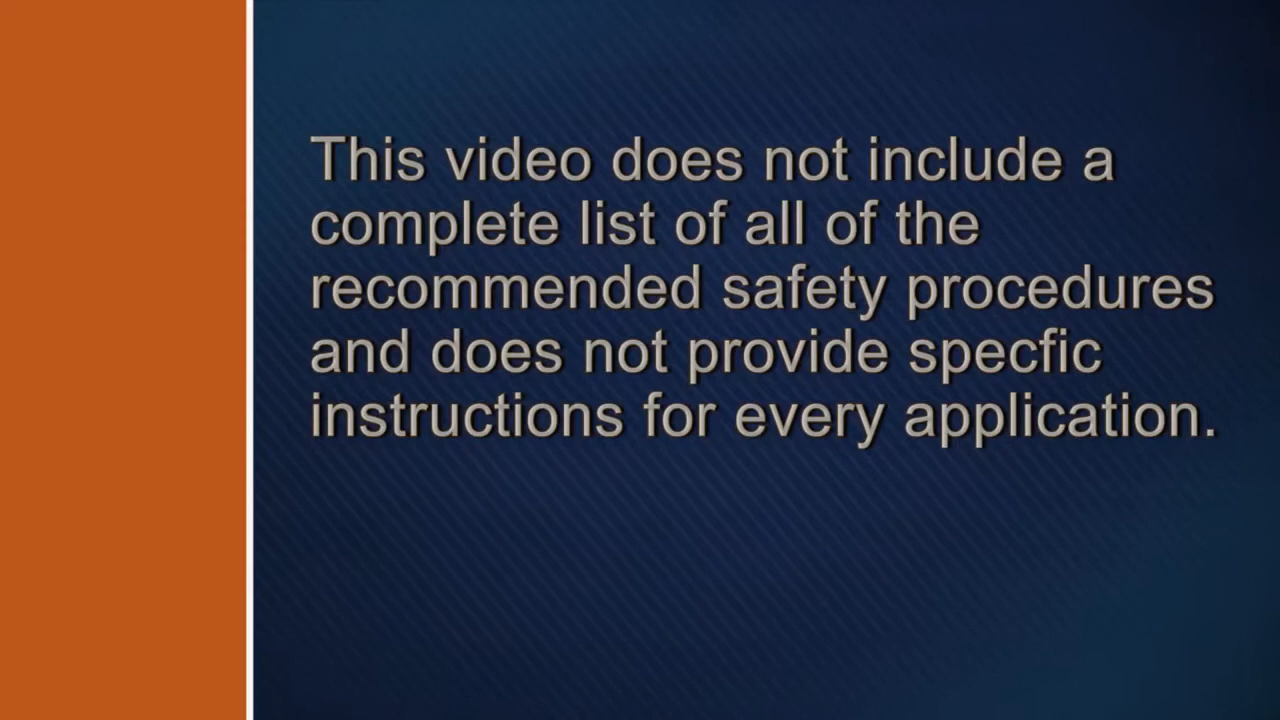 This video does not include a
complete list of all of the
recommended safety procedures
and does not provide specfic
instructions for every application.